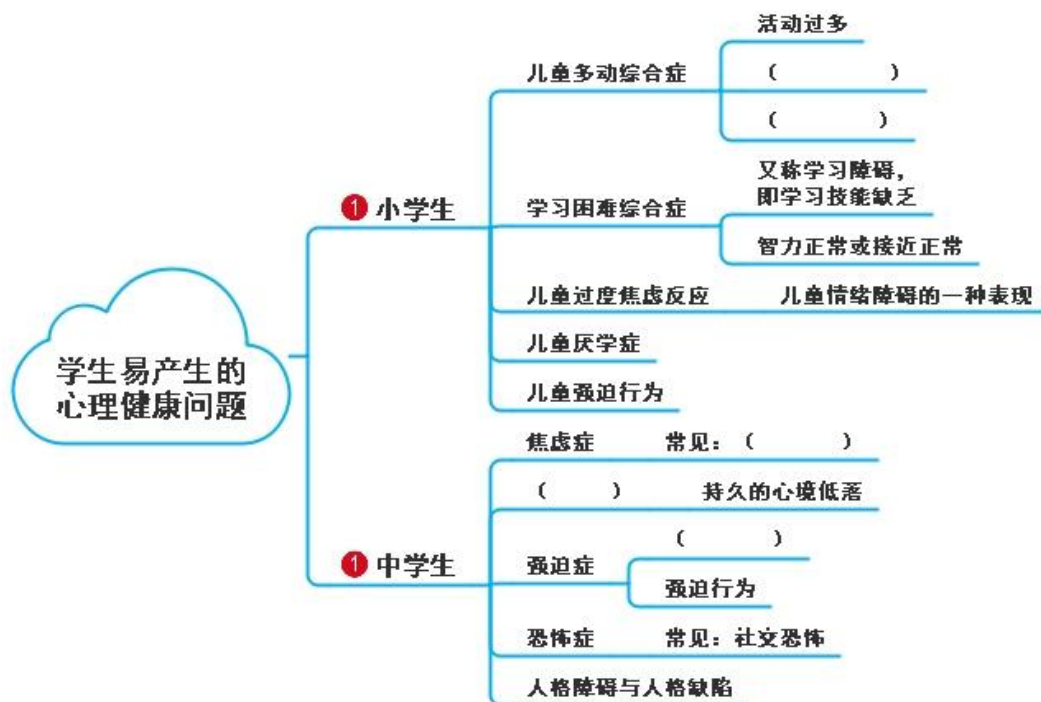 学生易产生的
心理健康问题
1 小学生
儿童多动综合症
活动过多
（ ）
（ ）
学习困难综合症
又称学习障碍，
即学习技能缺乏
智力正常或接近正常
儿童过度焦虑反应 儿童情绪障碍的一种表现
儿童厌学症
儿童强迫行为
1 中学生
焦虑症 常见：（ ）
（ ） 持久的心境低落
强迫症
（ ）
强迫行为
恐怖症 常见：社交恐怖
人格障碍与人格缺陷